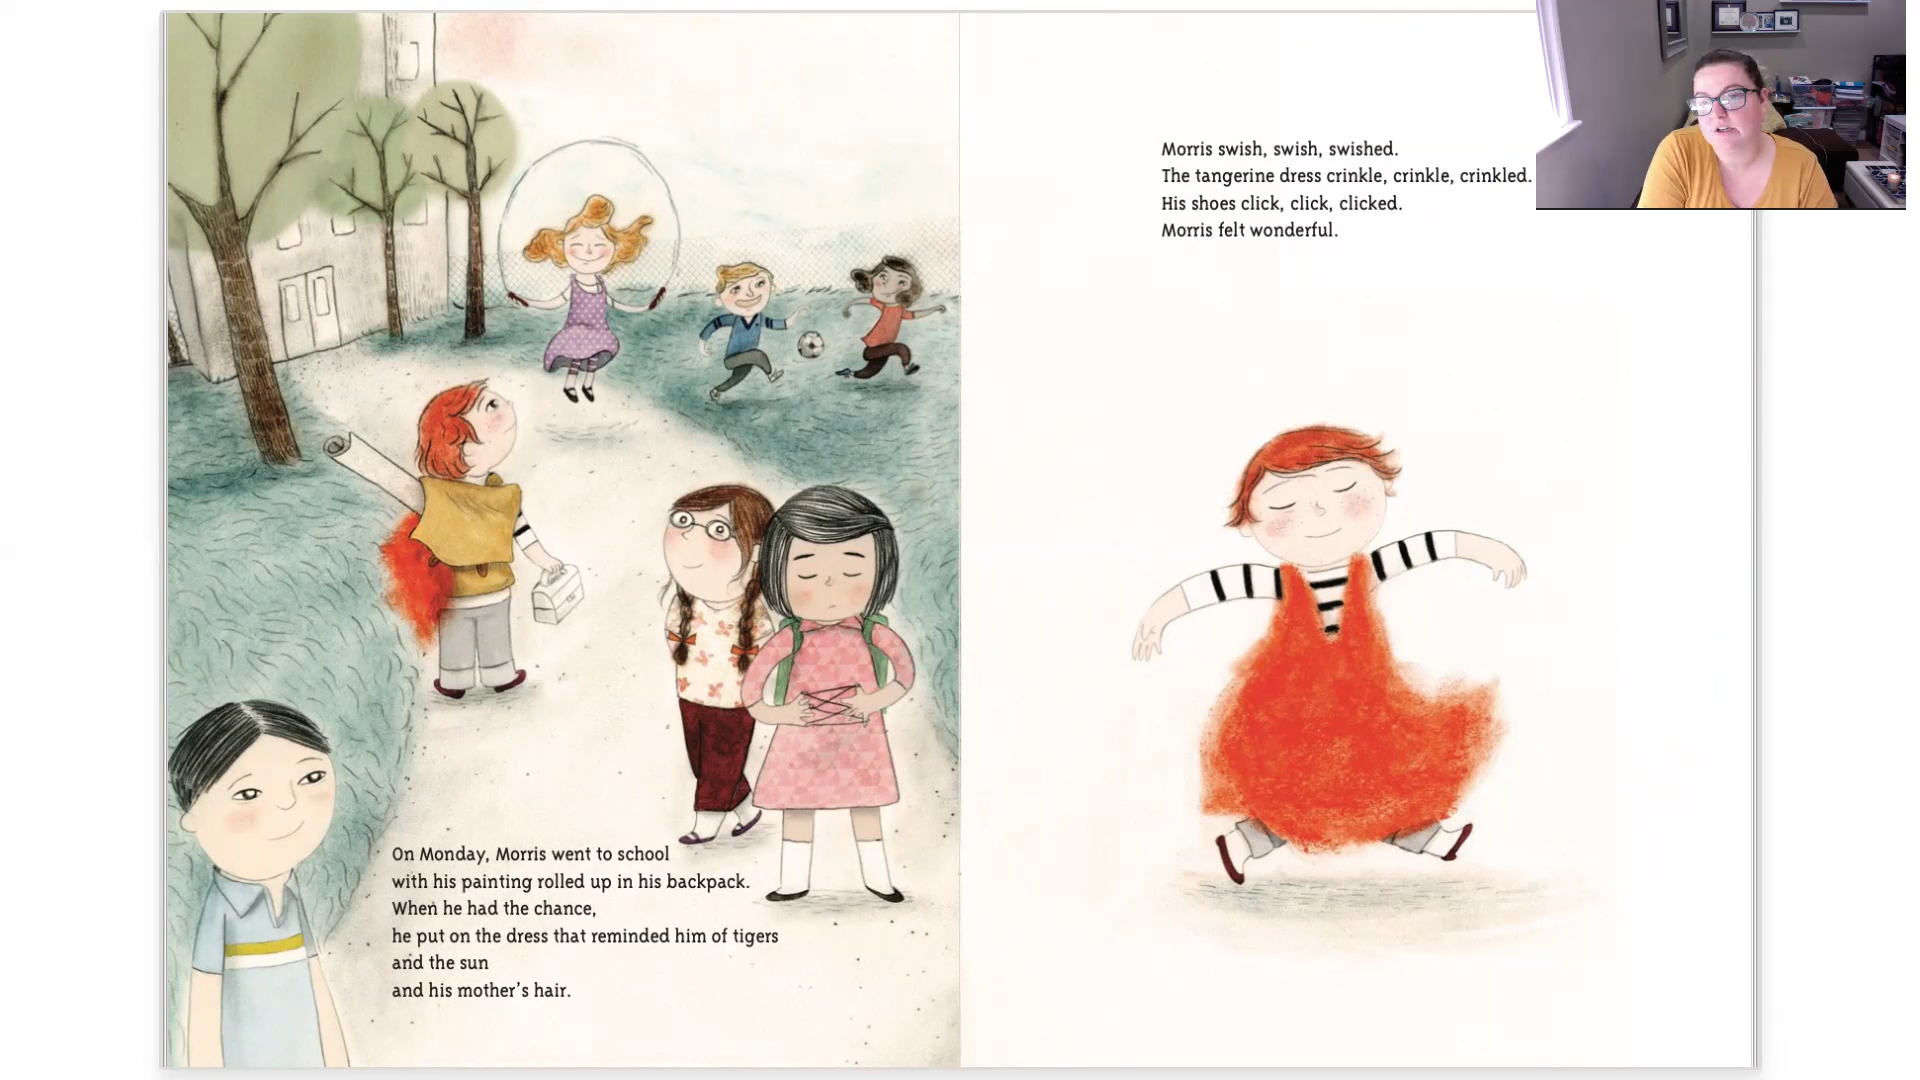 On Monday, Morris went to school
with his painting rolled up in his backpack.
When he had the chance,
he put on the dress that reminded him of tigers
and the sun
and his mother's hair.
Morris swish, swish, swished.
The tangerine dress crinkle, crinkle, crinkled.
His shoes click, click, clicked.
Morris felt wonderful.